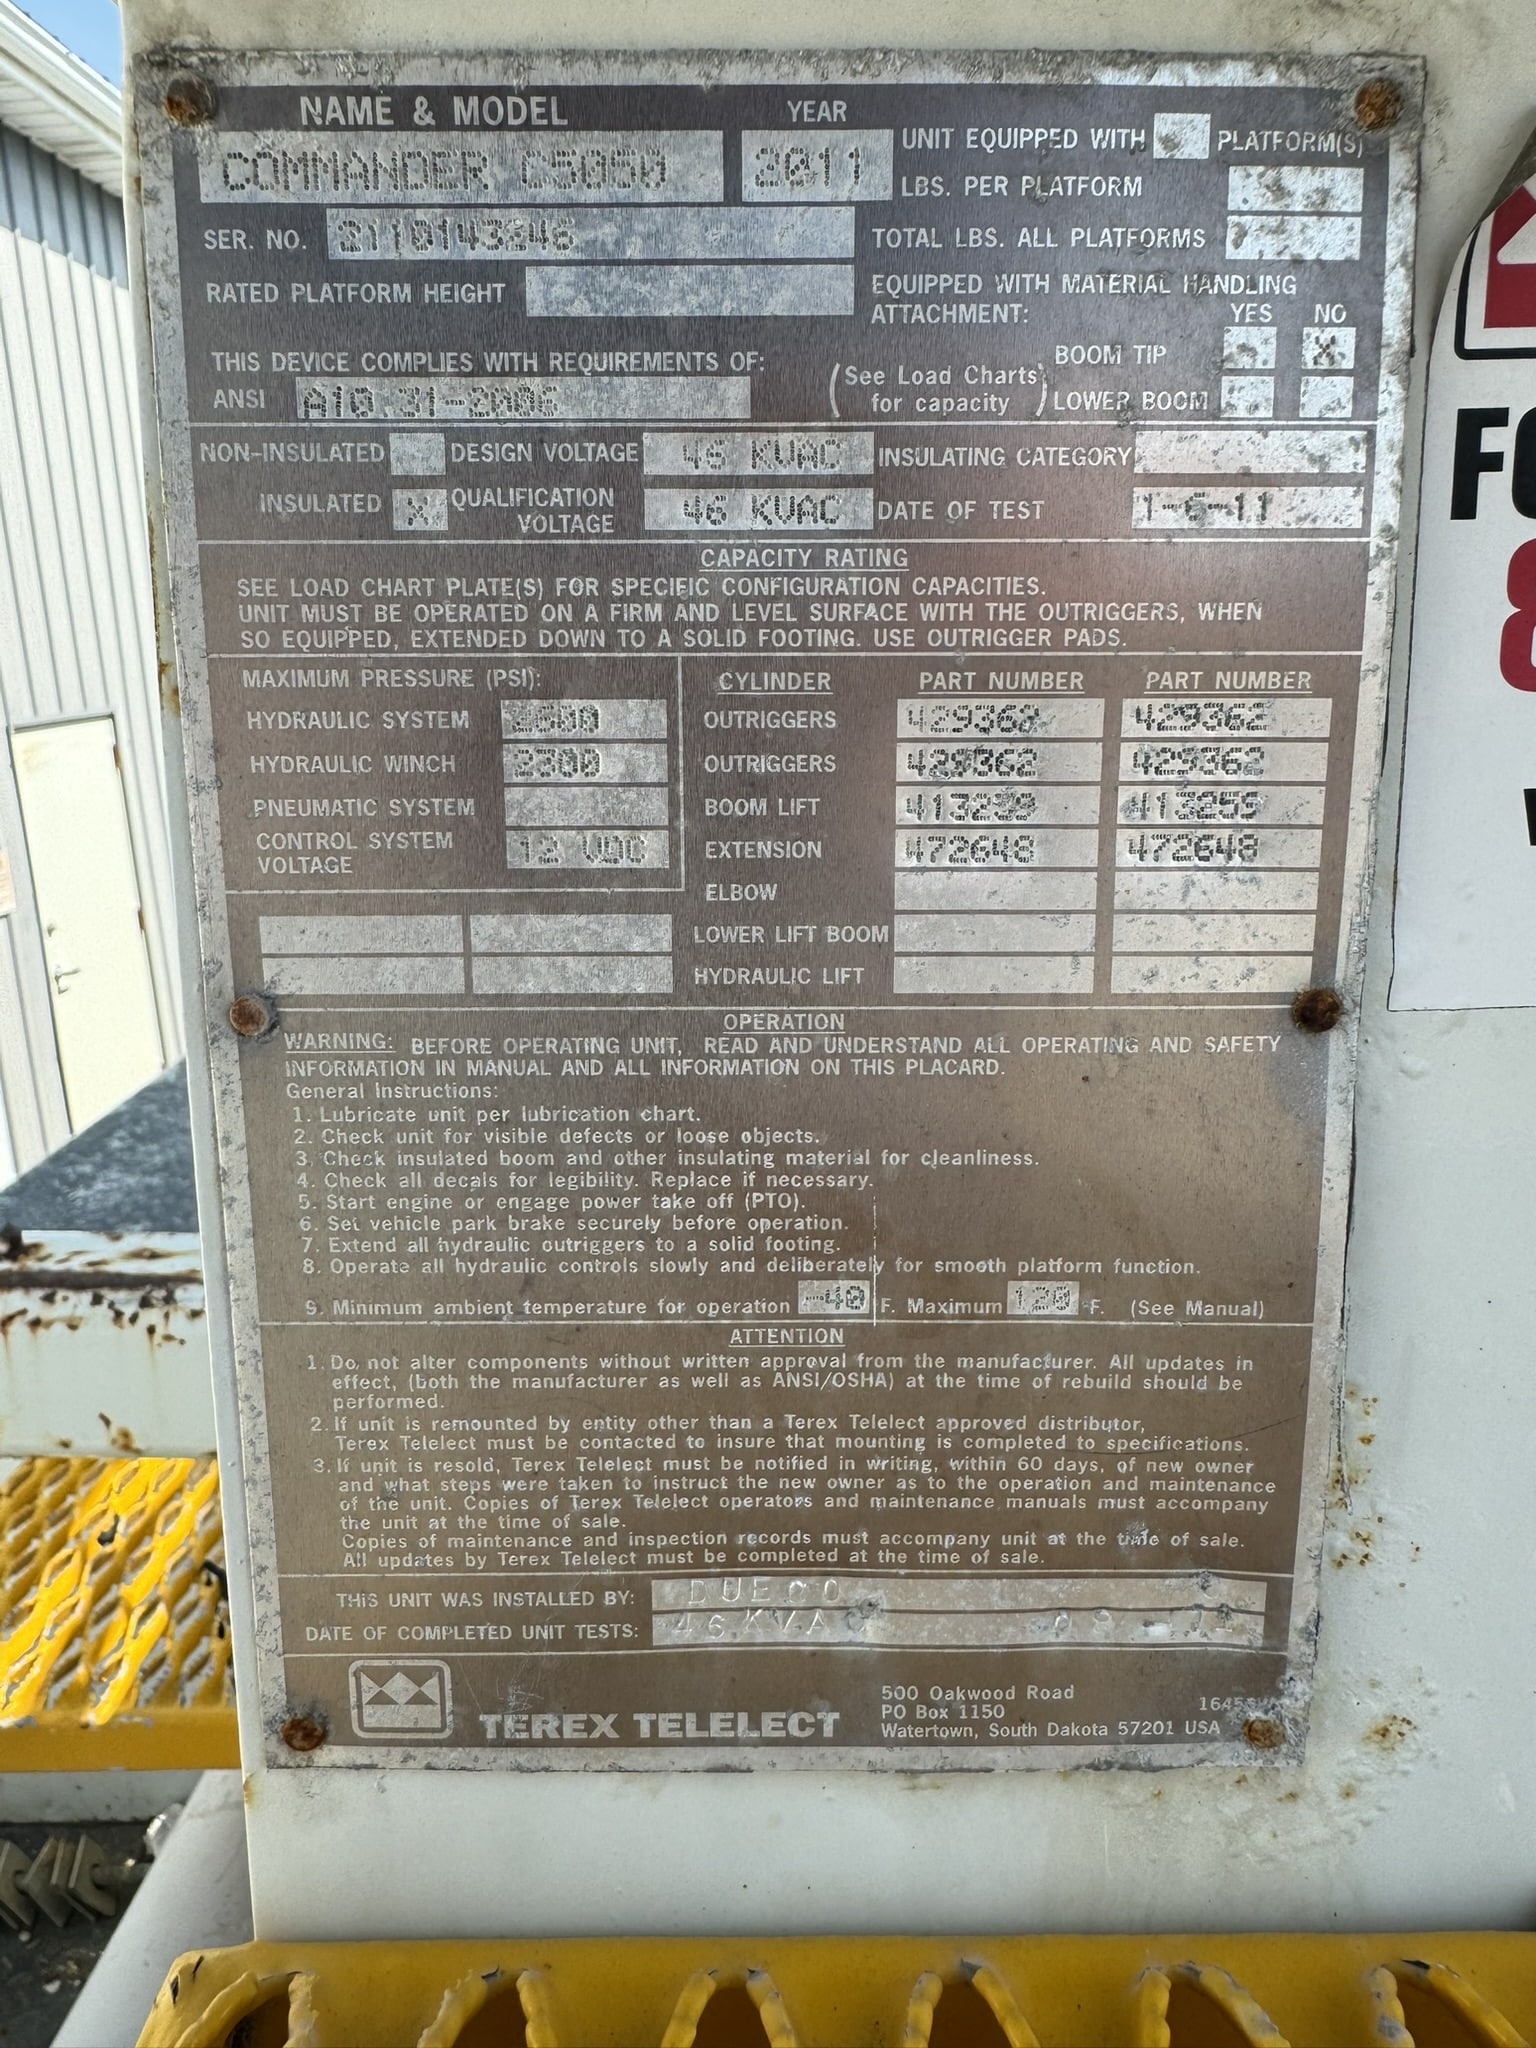 NAME & MODEL
YEAR
COMMANDER C5050
2011
UNIT EQUIPPED WITH PLATFORM(S)
LBS. PER PLATFORM
SER. NO.
TOTAL LBS. ALL PLATFORMS
RATED PLATFORM HEIGHT
EQUIPPED WITH MATERIAL HANDLING
ATTACHMENT:
YES NO
BOOM TIP X
(See Load Charts
for capacity)
LOWER BOOM
THIS DEVICE COMPLIES WITH REQUIREMENTS OF:
ANSI A10.31-2006
NON-INSULATED DESIGN VOLTAGE 46 KVAC INSULATING CATEGORY
INSULATED X QUALIFICATION VOLTAGE 46 KVAC DATE OF TEST 1-6-11
CAPACITY RATING
SEE LOAD CHART PLATE(S) FOR SPECIFIC CONFIGURATION CAPACITIES.
UNIT MUST BE OPERATED ON A FIRM AND LEVEL SURFACE WITH THE OUTRIGGERS, WHEN
SO EQUIPPED, EXTENDED DOWN TO A SOLID FOOTING. USE OUTRIGGER PADS.
MAXIMUM PRESSURE (PSI):
HYDRAULIC SYSTEM
HYDRAULIC WINCH 2300
PNEUMATIC SYSTEM
CONTROL SYSTEM
VOLTAGE
12 VDC
CYLINDER PART NUMBER PART NUMBER
OUTRIGGERS 429362 429362
OUTRIGGERS 429362 429362
BOOM LIFT
EXTENSION 472648 472648
ELBOW
LOWER LIFT BOOM
HYDRAULIC LIFT
OPERATION
WARNING: BEFORE OPERATING UNIT, READ AND UNDERSTAND ALL OPERATING AND SAFETY
INFORMATION IN MANUAL AND ALL INFORMATION ON THIS PLACARD.
General Instructions:
1. Lubricate unit per lubrication chart.
2. Check unit for visible defects or loose objects.
3. Check insulated boom and other insulating material for cleanliness.
4. Check all decals for legibility. Replace if necessary.
5. Start engine or engage power take off (PTO).
6. Set vehicle park brake securely before operation.
7. Extend all hydraulic outriggers to a solid footing.
8. Operate all hydraulic controls slowly and deliberately for smooth platform function.
9. Minimum ambient temperature for operation -40 F. Maximum 120 F. (See Manual)
ATTENTION
1. Do not alter components without written approval from the manufacturer. All updates in
effect, (both the manufacturer as well as ANSI/OSHA) at the time of rebuild should be
performed.
2. If unit is remounted by entity other than a Terex Telelect approved distributor,
Terex Telelect must be contacted to insure that mounting is completed to specifications.
3. If unit is resold, Terex Telelect must be notified in writing, within 60 days, of new owner
and what steps were taken to instruct the new owner as to the operation and maintenance
of the unit. Copies of Terex Telelect operators and maintenance manuals must accompany
the unit at the time of sale.
Copies of maintenance and inspection records must accompany unit at the time of sale.
All updates by Terex Telelect must be completed at the time of sale.
THIS UNIT WAS INSTALLED BY: DUECO
DATE OF COMPLETED UNIT TESTS: 46KVAC
TEREX TELELECT
500 Oakwood Road
PO Box 1150
Watertown, South Dakota 57201 USA